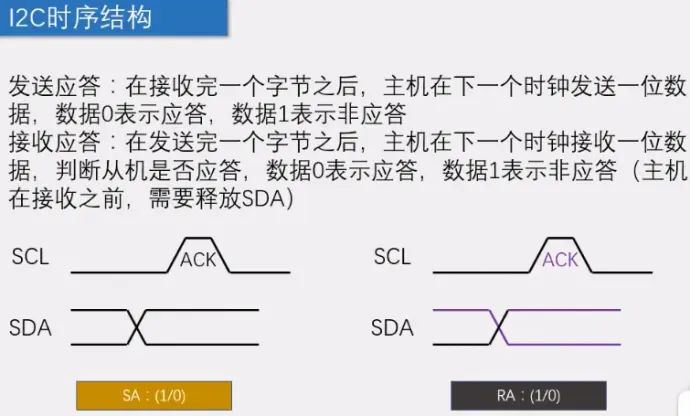 I2C时序结构
发送应答：在接收完一个字节之后，主机在下一个时钟发送一位数
据，数据0表示应答，数据1表示非应答
接收应答：在发送完一个字节之后，主机在下一个时钟接收一位数
据，判断从机是否应答，数据0表示应答，数据1表示非应答（主机
在接收之前，需要释放SDA）
SCL ACK SCL ACK
SDA SDA
SA：(1/0) RA：(1/0)